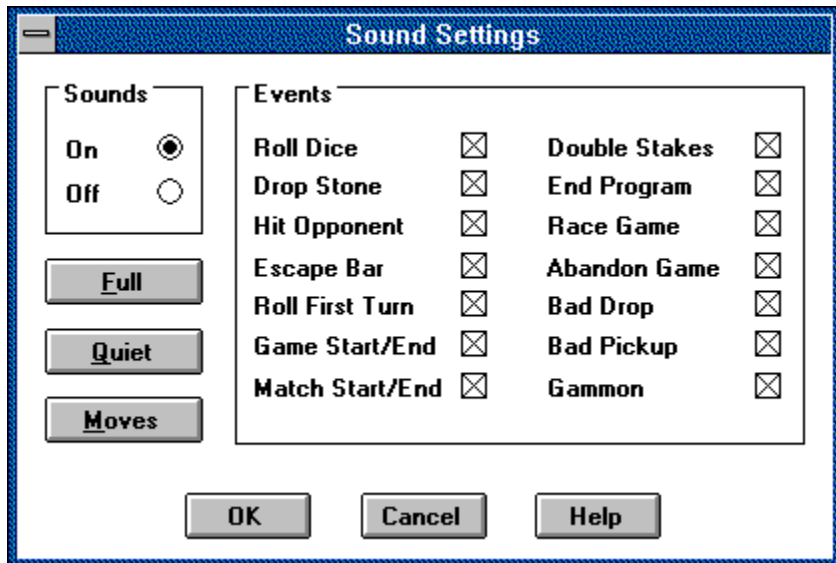 Sound Settings
Sounds
On
Off
Full
Quiet
Moves
Events
Roll Dice
Drop Stone
Hit Opponent
Escape Bar
Roll First Turn
Game Start/End
Match Start/End
Double Stakes
End Program
Race Game
Abandon Game
Bad Drop
Bad Pickup
Gammon
OK
Cancel
Help